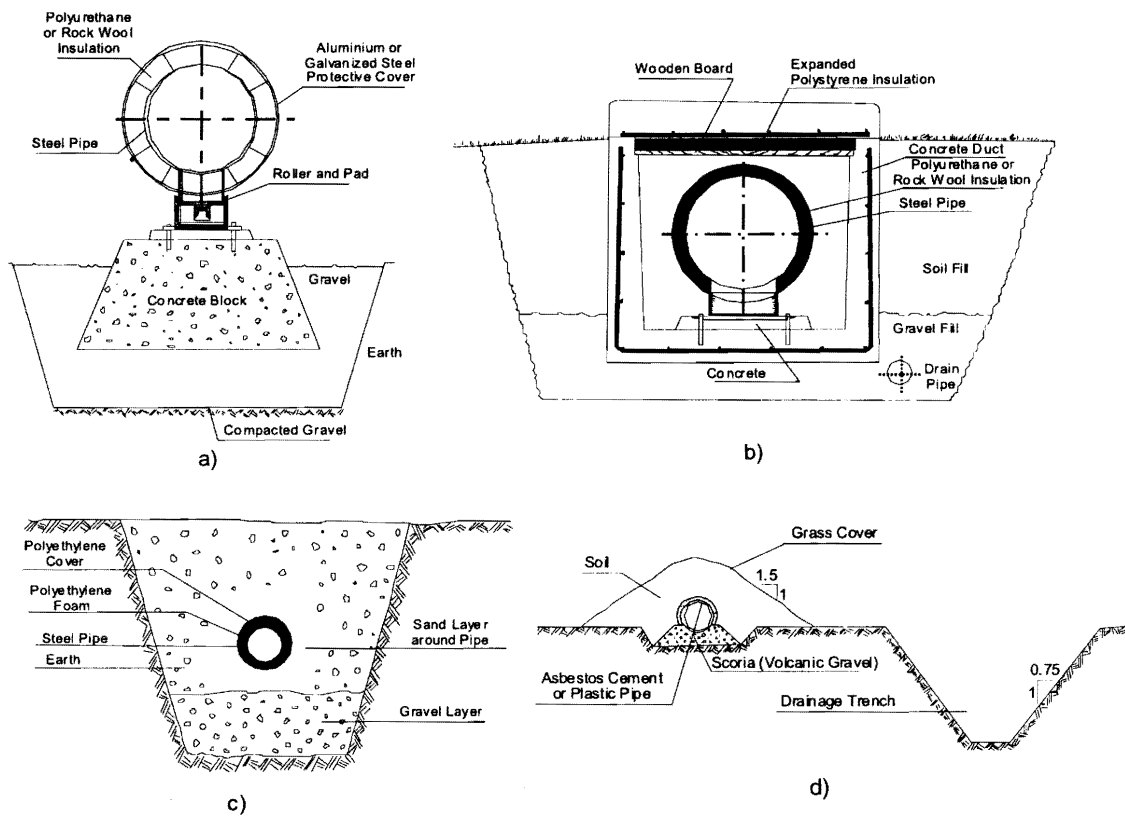 Polyurethane
or Rock Wool
Insulation
Aluminium or
Galvanized Steel
Protective Cover
Steel Pipe
Roller and Pad
Gravel
Concrete Block
Earth
Compacted Gravel
a)
Wooden Board
Expanded
Polystyrene Insulation
Concrete Duct
Polyurethane or
Rock Wool Insulation
Steel Pipe
Soil Fill
Gravel Fill
Drain
Pipe
Concrete
b)
Polyethylene
Cover
Polyethylene
Foam
Steel Pipe
Earth
Sand Layer
around Pipe
Gravel Layer
c)
Grass Cover
Soil
1.5
1
Scoria (Volcanic Gravel)
Asbestos Cement
or Plastic Pipe
Drainage Trench
0.75
1
d)